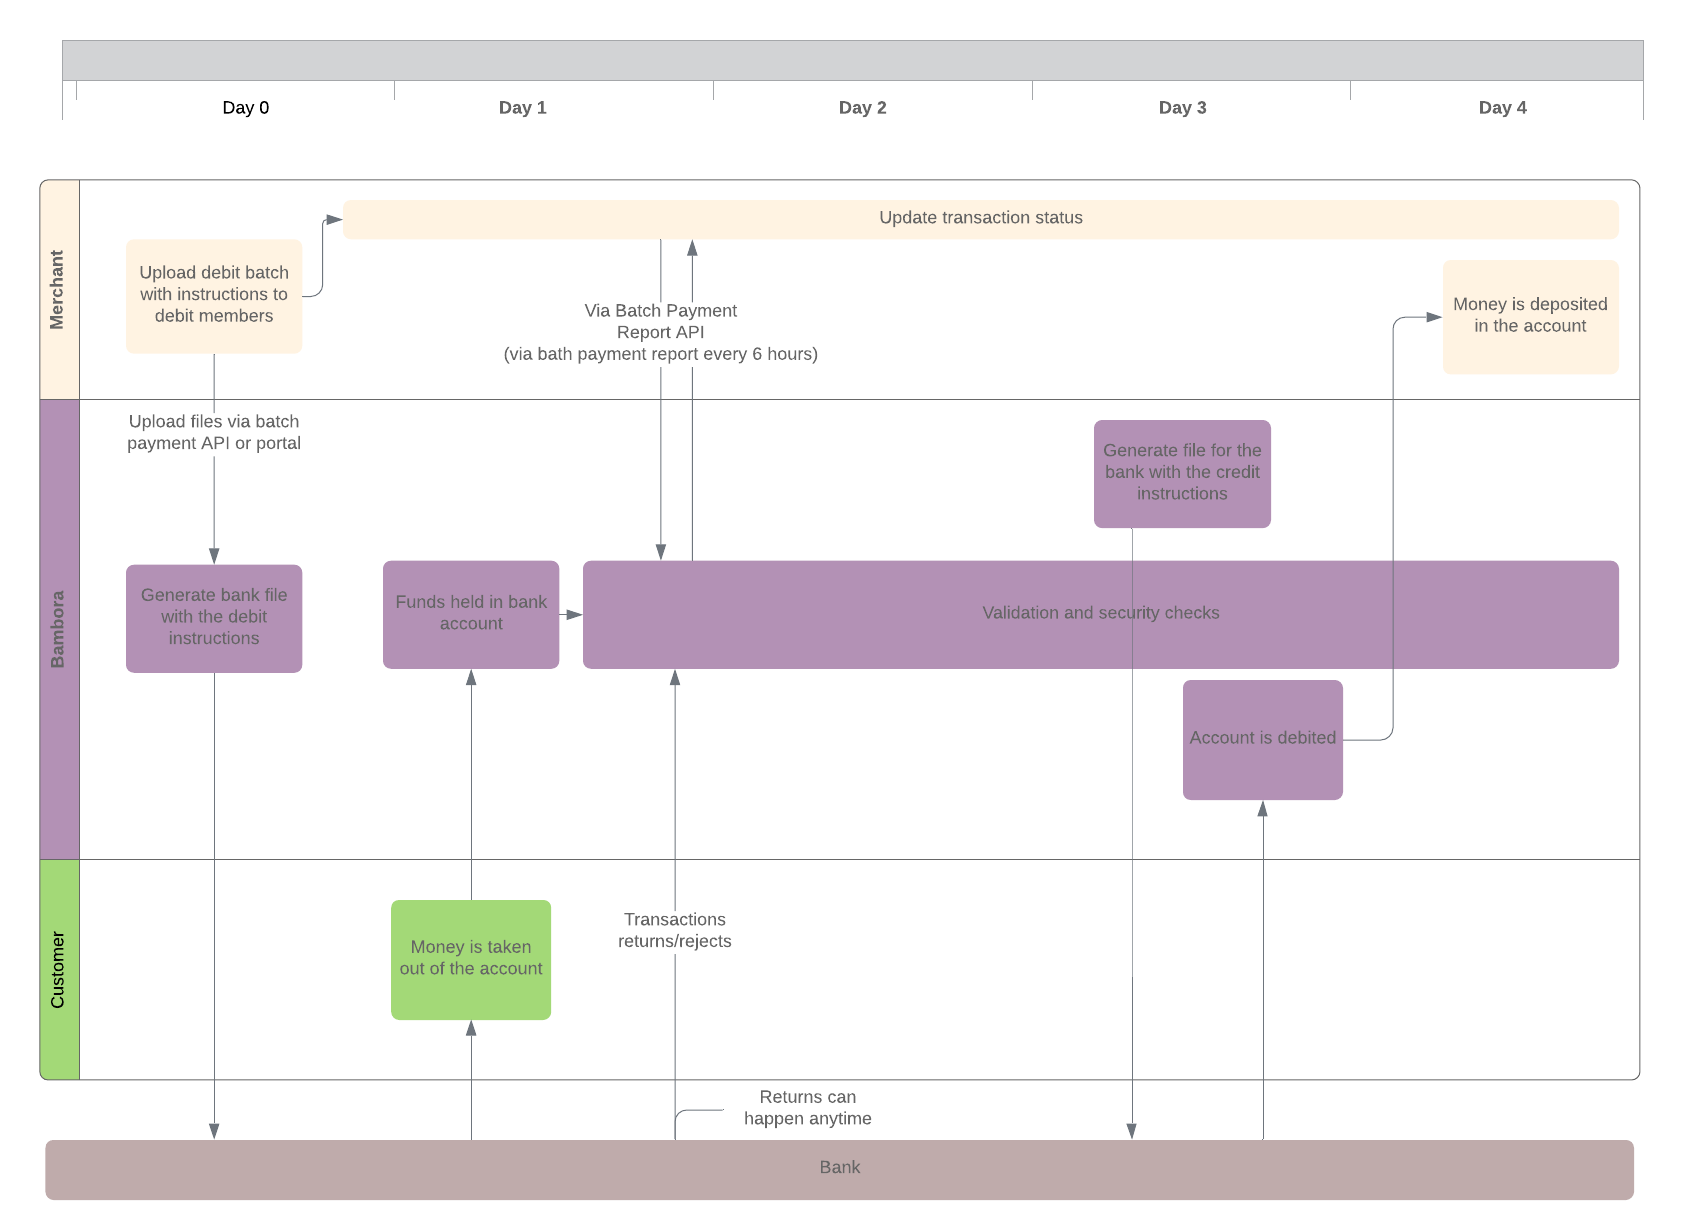 Day 0
Day 1
Day 2
Day 3
Day 4
Merchant
Update transaction status
Upload debit batch
with instructions to
debit members
Via Batch Payment
Report API
(via bath payment report every 6 hours)
Money is deposited
in the account
Bambora
Upload files via batch
payment API or portal
Generate file for the
bank with the credit
instructions
Generate bank file
with the debit
instructions
Funds held in bank
account
Validation and security checks
Account is debited
Customer
Money is taken
out of the account
Transactions
returns/rejects
Returns can
happen anytime
Bank